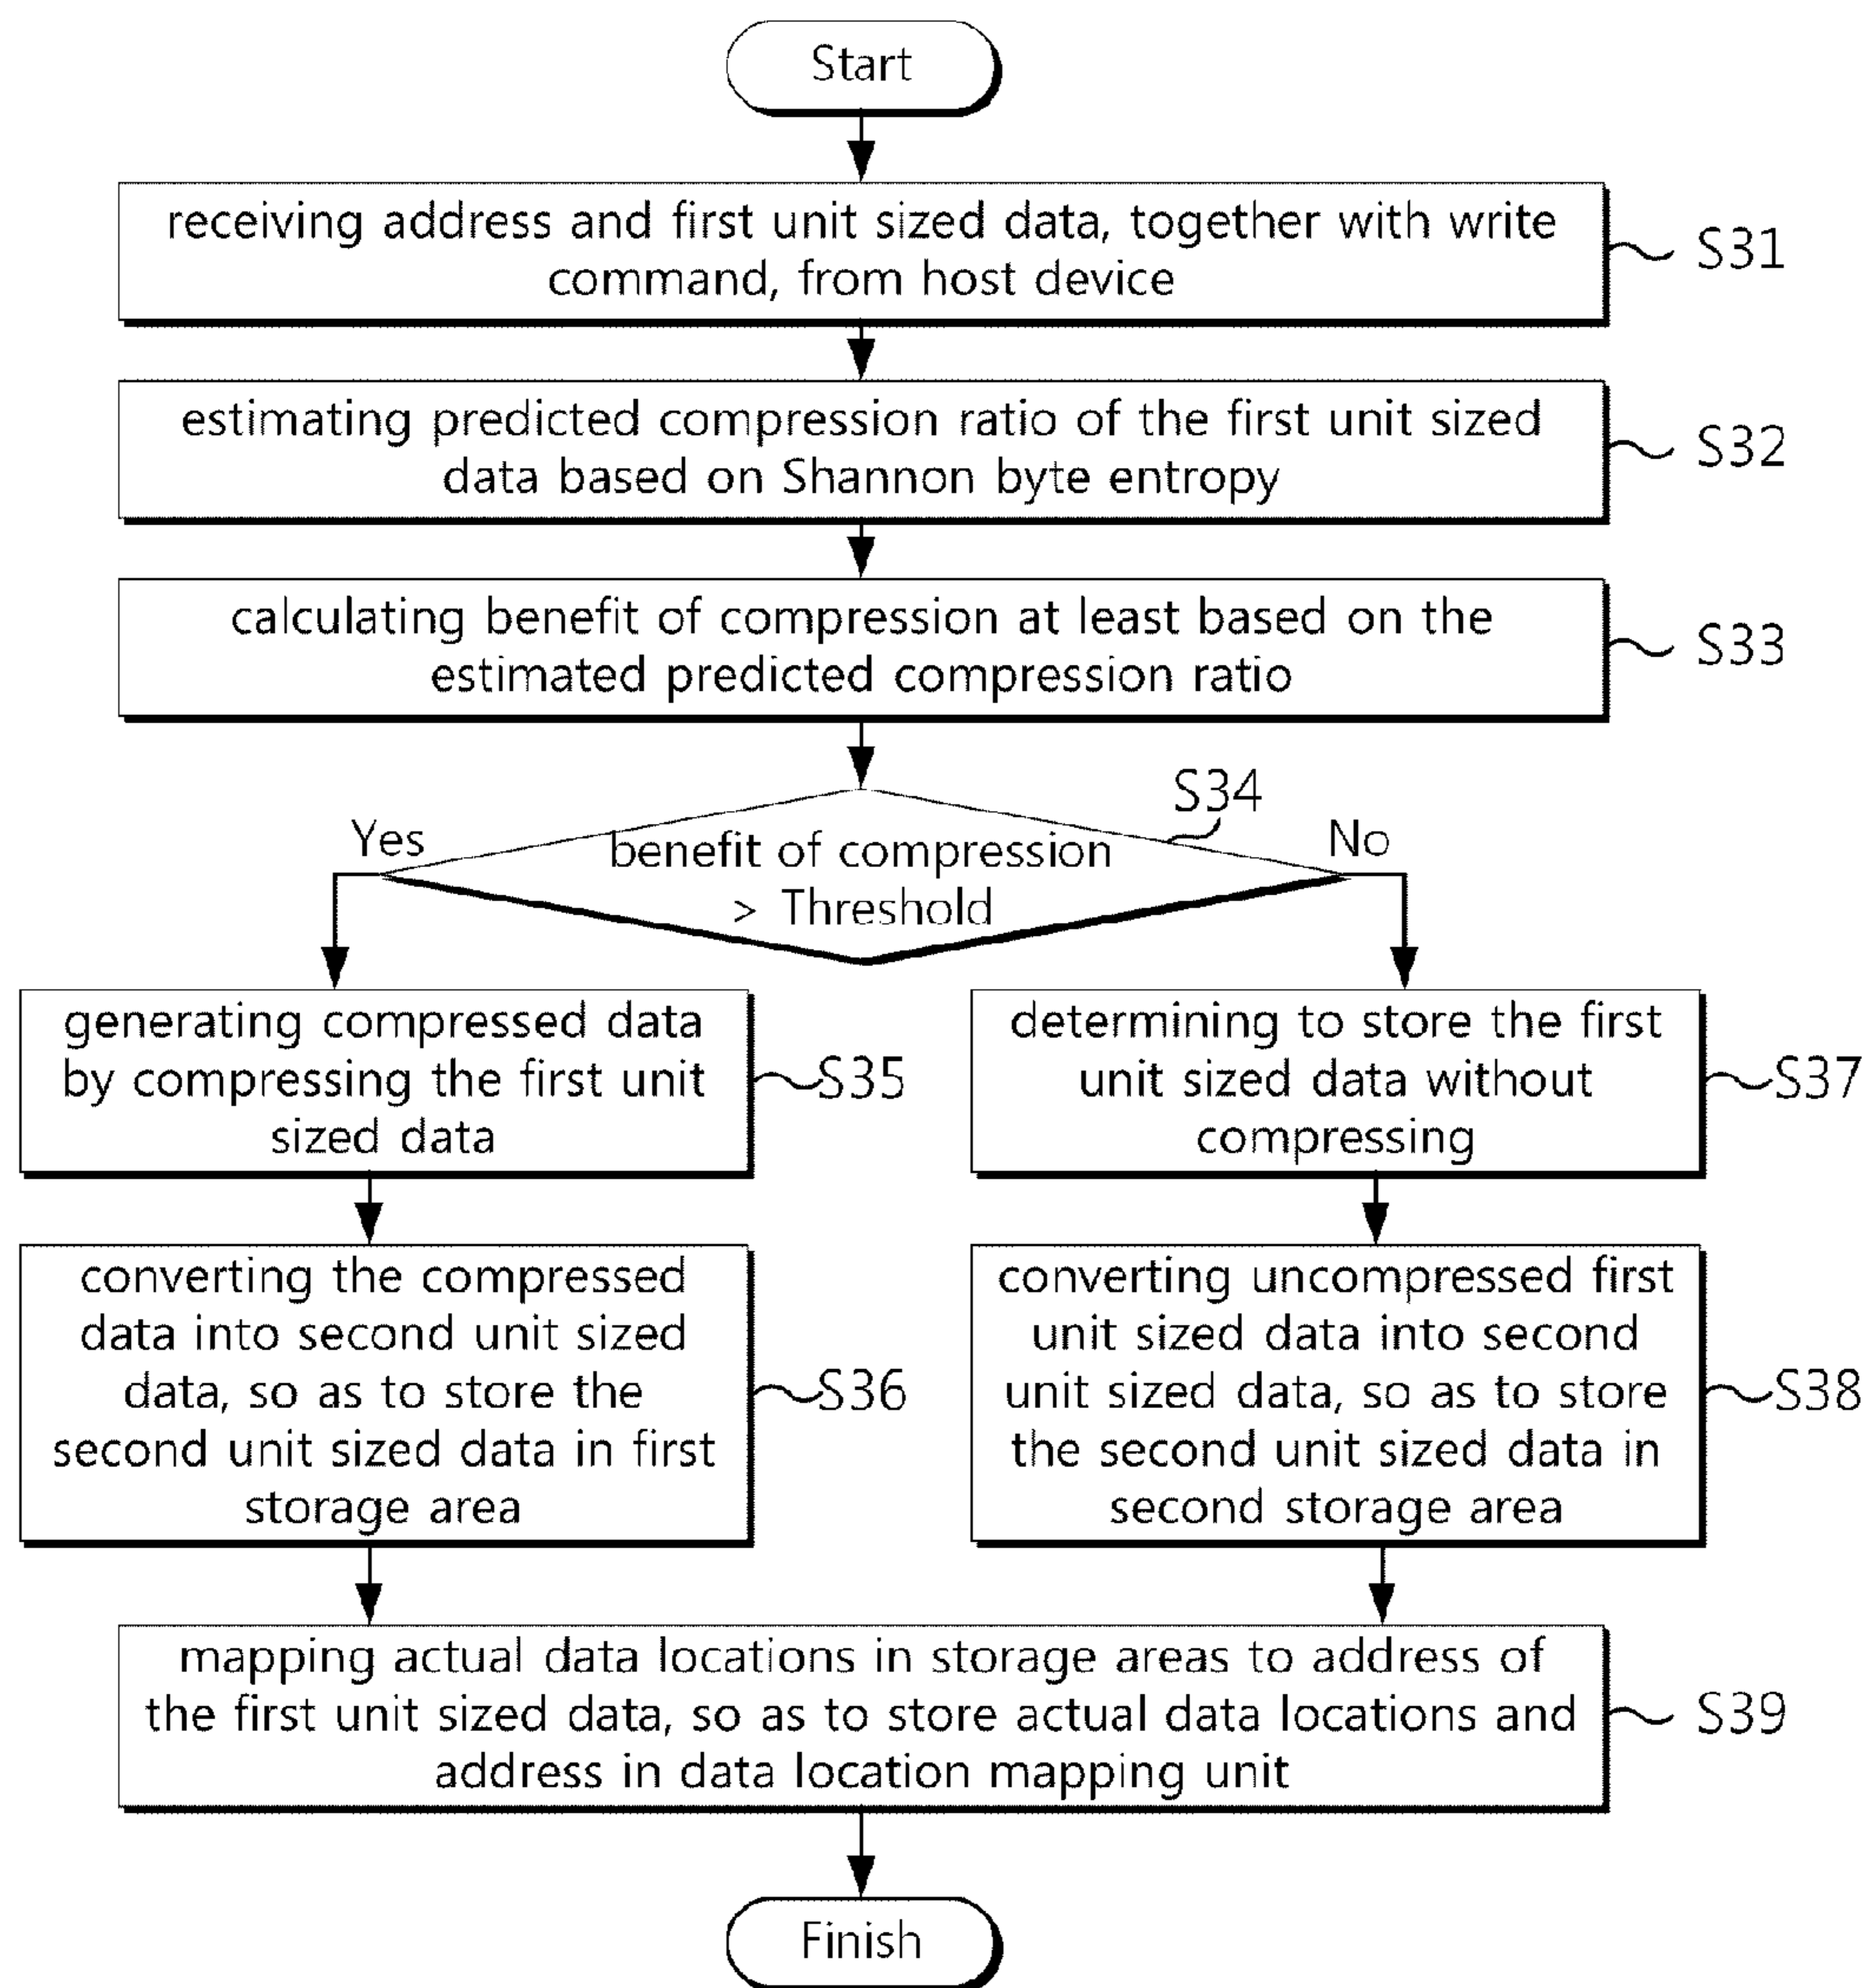 Start
receiving address and first unit sized data, together with write
command, from host device
S31
estimating predicted compression ratio of the first unit sized
data based on Shannon byte entropy
S32
calculating benefit of compression at least based on the
estimated predicted compression ratio
S33
S34
Yes
benefit of compression
> Threshold
No
generating compressed data
by compressing the first unit
sized data
S35
determining to store the first
unit sized data without
compressing
S37
converting the compressed
data into second unit sized
data, so as to store the
second unit sized data in first
storage area
S36
converting uncompressed first
unit sized data into second
unit sized data, so as to store
the second unit sized data in
second storage area
S38
mapping actual data locations in storage areas to address of
the first unit sized data, so as to store actual data locations and
address in data location mapping unit
S39
Finish